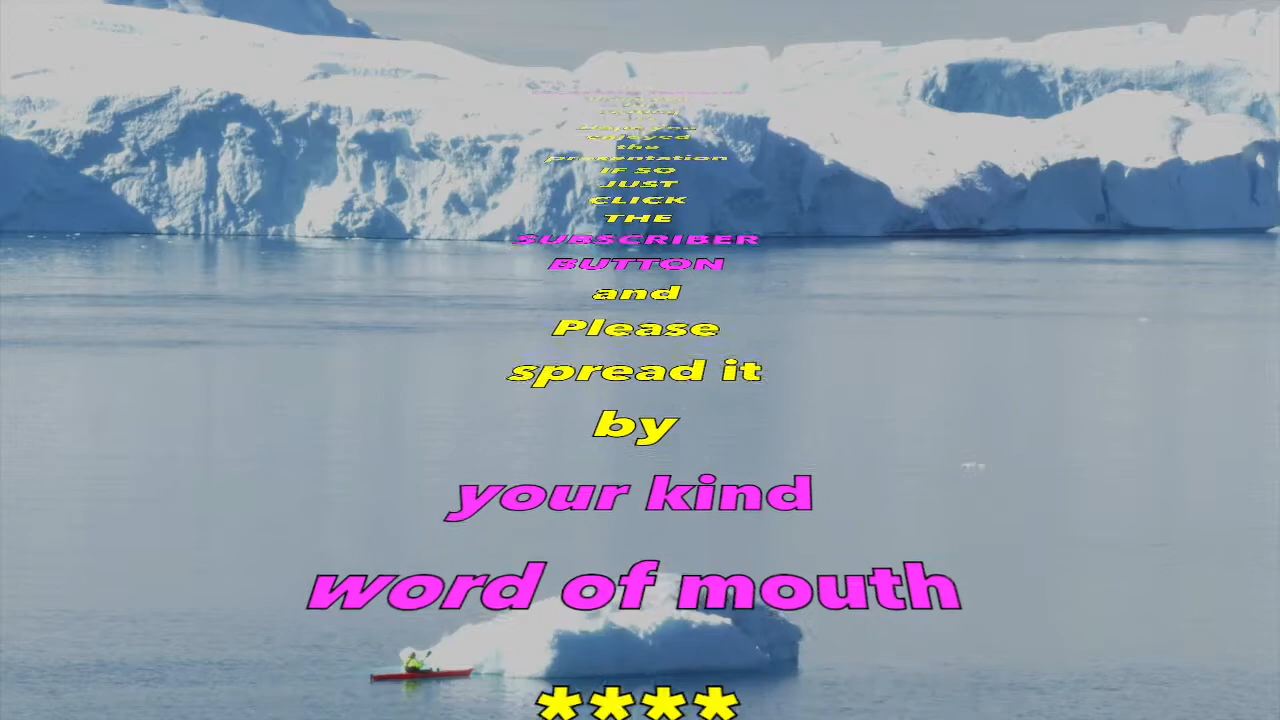 enjoyed
the
presentation
IF SO
JUST
CLICK
THE
SUBSCRIBER
BUTTON
and
Please
spread it
by
your kind
word of mouth
****